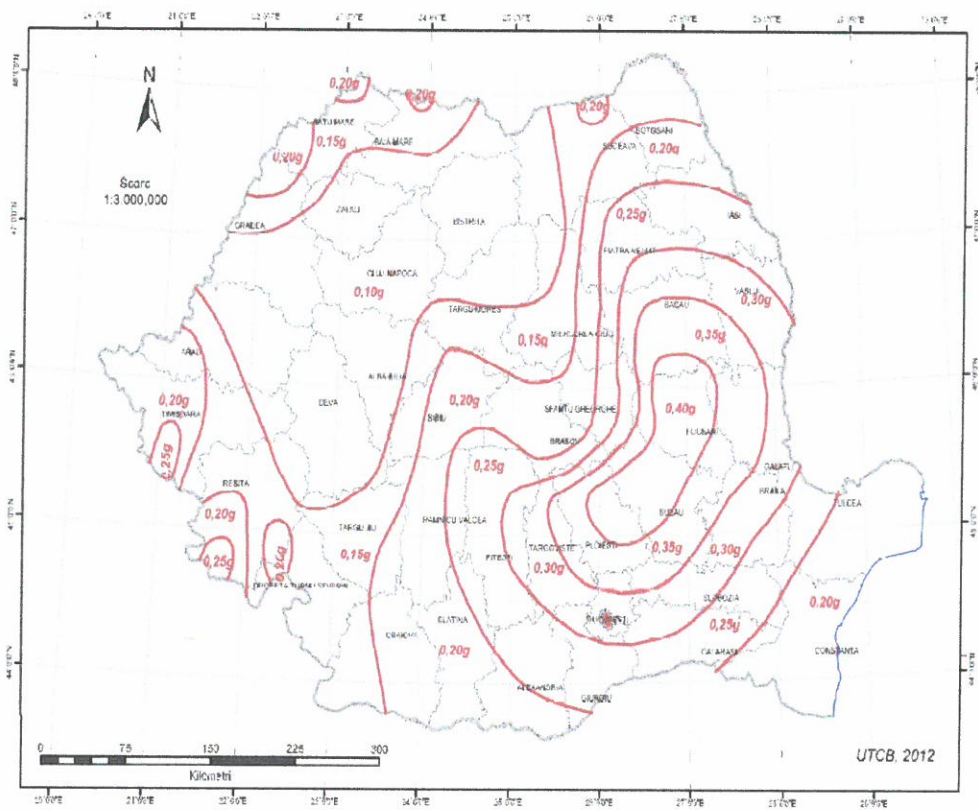 N
Scara
1:3.000,000
0,20g
0,20g
0,20g
SATU MARE
0,15g
BAIA MARE
BOTOSANI
SUCEAVA
0,20g
0,20g
ZALAU
BISTRITA
0,25g
IASI
ORADEA
PIATRA NEAMT
CLUJ NAPOCA
0,10g
VASLUI
0,30g
BACAU
TARGU MURES
0,15g
MIERCUREA CIUC
0,35g
ARAD
ALBA IULIA
0,20g
DEVA
0,20g
TIMISOARA
SIBIU
SFANTU GHEORGHE
0,40g
FOCSANI
BRASOV
0,25g
0,25g
GALATI
RESITA
BRAILA
TULCEA
0,20g
RAMNICU VALCEA
BUZAU
TARGU JIU
0,15g
PITESTI
TARGOVISTE
PLOIESTI
0,35g
0,30g
0,25g
0,20g
0,30g
DROBETA TURNU SEVERIN
SLOBOZIA
0,20g
SLATINA
BUCURESTI
0,25g
CRAIOVA
0,20g
CALARASI
CONSTANTA
ALEXANDRIA
GIURGIU
0
75
150
225
300
Kilometri
UTCB, 2012